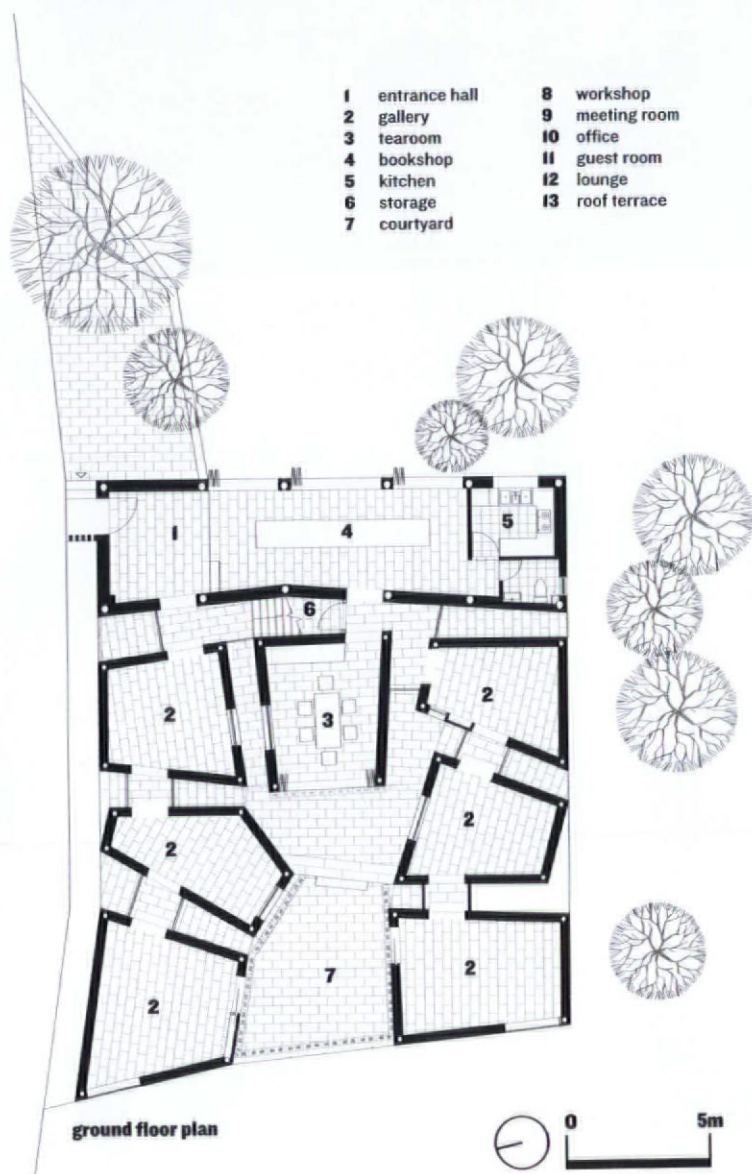 1 entrance hall
2 gallery
3 tearoom
4 bookshop
5 kitchen
6 storage
7 courtyard
8 workshop
9 meeting room
10 office
11 guest room
12 lounge
13 roof terrace
1
4
5
6
2
3
2
2
2
2
7
2
ground floor plan
0 5m